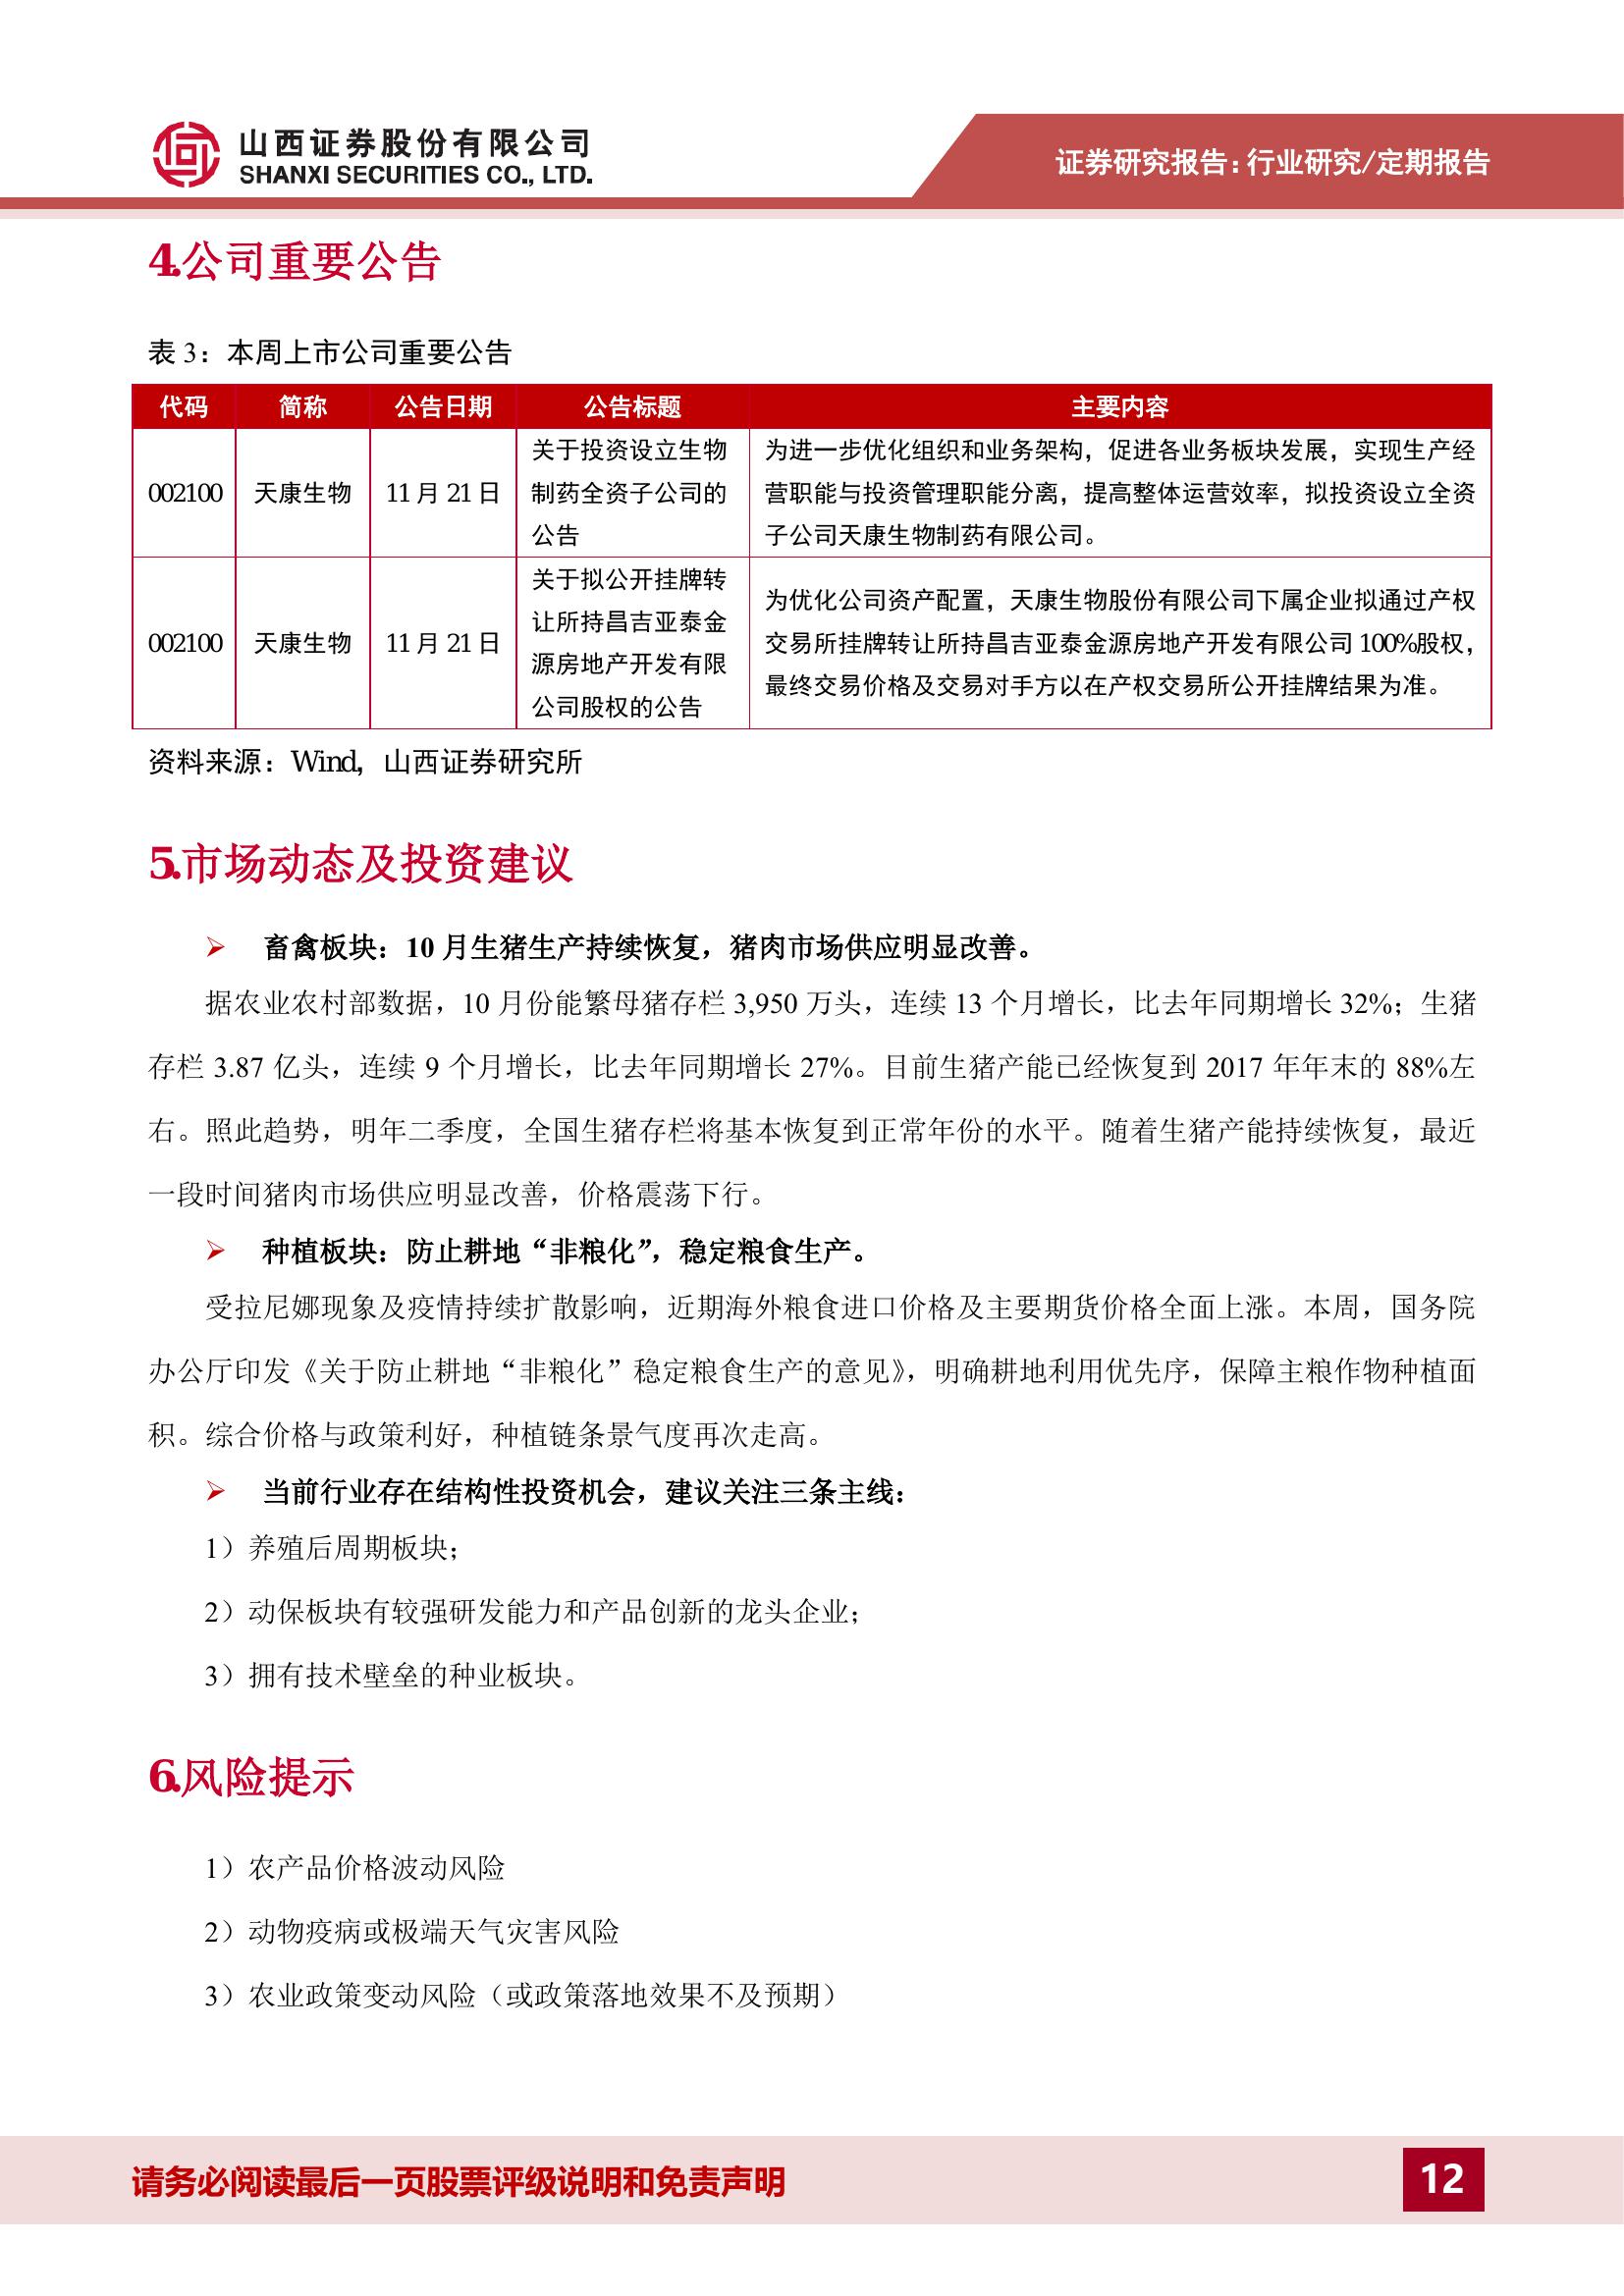 山西证券股份有限公司
SHANXI SECURITIES CO., LTD.
证券研究报告：行业研究/定期报告
4.公司重要公告
表 3：本周上市公司重要公告
代码 简称 公告日期 公告标题 主要内容
002100 天康生物 11 月 21 日
关于投资设立生物
制药全资子公司的
公告
为进一步优化组织和业务架构，促进各业务板块发展，实现生产经
营职能与投资管理职能分离，提高整体运营效率，拟投资设立全资
子公司天康生物制药有限公司。
002100 天康生物 11 月 21 日
关于拟公开挂牌转
让所持昌吉亚泰金
源房地产开发有限
公司股权的公告
为优化公司资产配置，天康生物股份有限公司下属企业拟通过产权
交易所挂牌转让所持昌吉亚泰金源房地产开发有限公司 100%股权，
最终交易价格及交易对手方以在产权交易所公开挂牌结果为准。
资料来源：Wind，山西证券研究所
5.市场动态及投资建议
➢ 畜禽板块：10 月生猪生产持续恢复，猪肉市场供应明显改善。
据农业农村部数据，10 月份能繁母猪存栏 3,950 万头，连续 13 个月增长，比去年同期增长 32%；生猪
存栏 3.87 亿头，连续 9 个月增长，比去年同期增长 27%。目前生猪产能已经恢复到 2017 年年末的 88%左
右。照此趋势，明年二季度，全国生猪存栏将基本恢复到正常年份的水平。随着生猪产能持续恢复，最近
一段时间猪肉市场供应明显改善，价格震荡下行。
➢ 种植板块：防止耕地“非粮化”，稳定粮食生产。
受拉尼娜现象及疫情持续扩散影响，近期海外粮食进口价格及主要期货价格全面上涨。本周，国务院
办公厅印发《关于防止耕地“非粮化”稳定粮食生产的意见》，明确耕地利用优先序，保障主粮作物种植面
积。综合价格与政策利好，种植链条景气度再次走高。
➢ 当前行业存在结构性投资机会，建议关注三条主线：
1）养殖后周期板块；
2）动保板块有较强研发能力和产品创新的龙头企业；
3）拥有技术壁垒的种业板块。
6.风险提示
1）农产品价格波动风险
2）动物疫病或极端天气灾害风险
3）农业政策变动风险（或政策落地效果不及预期）
请务必阅读最后一页股票评级说明和免责声明
12